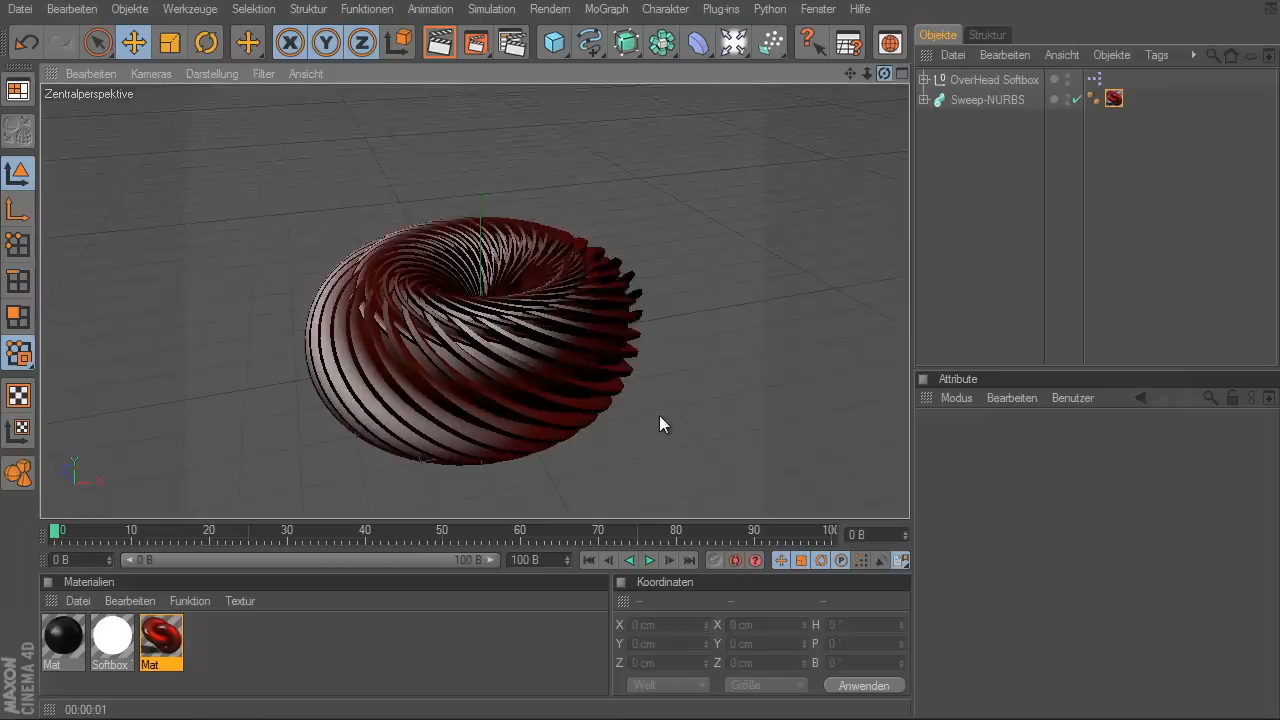 Datei Bearbeiten Objekte Werkzeuge Selektion Struktur Funktionen Animation Simulation Rendern MoGraph Charakter Plug-ins Python Fenster Hilfe
Objekte Struktur
Bearbeiten Kameras Darstellung Filter Ansicht
Datei Bearbeiten Ansicht Objekte Tags
Zentralperspektive
OverHead Softbox
Sweep-NURBS
Attribute
Modus Bearbeiten Benutzer
Y
X
0 10 20 30 40 50 60 70 80 90 100
0 B
0 B 0 B 100 B 100 B
Materialien
Koordinaten
Datei Bearbeiten Funktion Textur
-- -- --
X 0 cm X 0 cm H 0 °
Y 0 cm Y 0 cm P 0 °
Z 0 cm Z 0 cm B 0 °
Mat Softbox Mat
Welt Größe Anwenden
MAXON CINEMA 4D
00:00:01